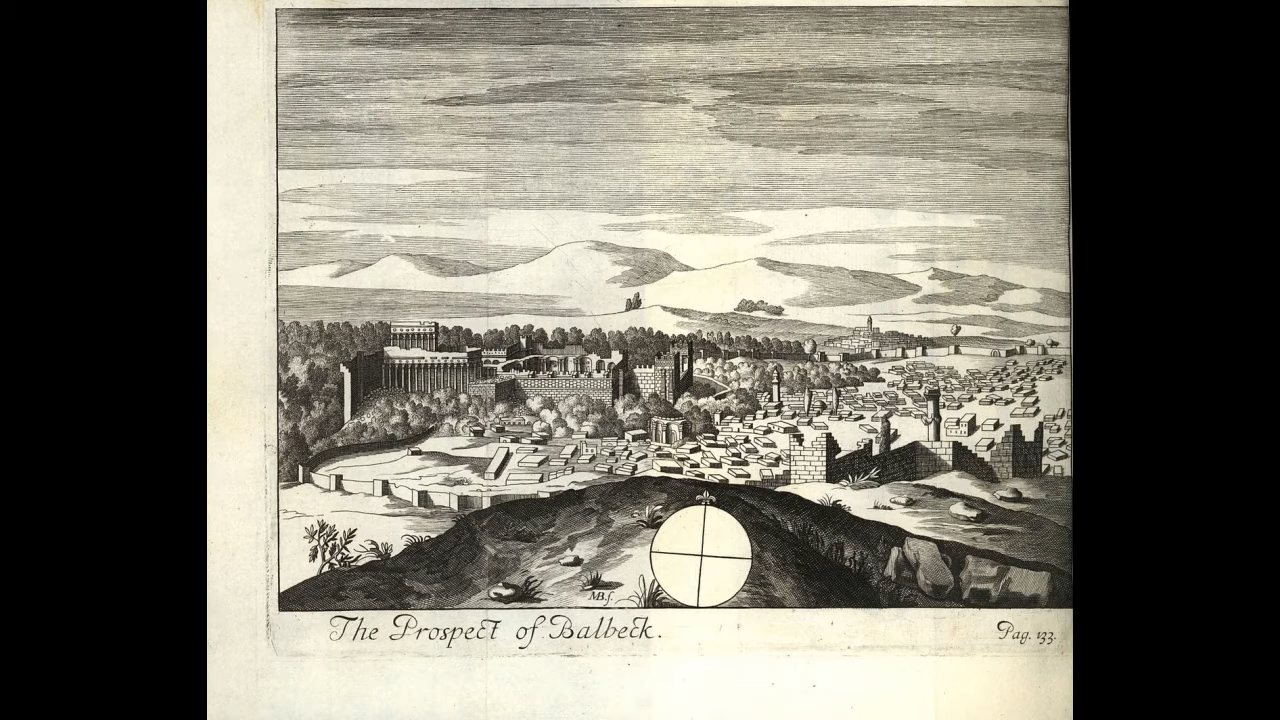 MB.f.
The Prospect of Balbeck.
Pag. 133.